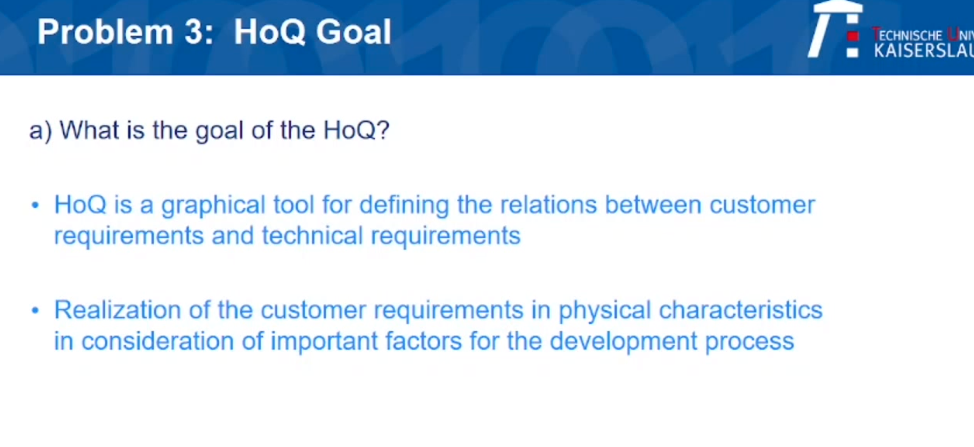 Problem 3: HoQ Goal
TECHNISCHE
KAISERSLAU
a) What is the goal of the HoQ?
• HoQ is a graphical tool for defining the relations between customer
requirements and technical requirements
• Realization of the customer requirements in physical characteristics
in consideration of important factors for the development process